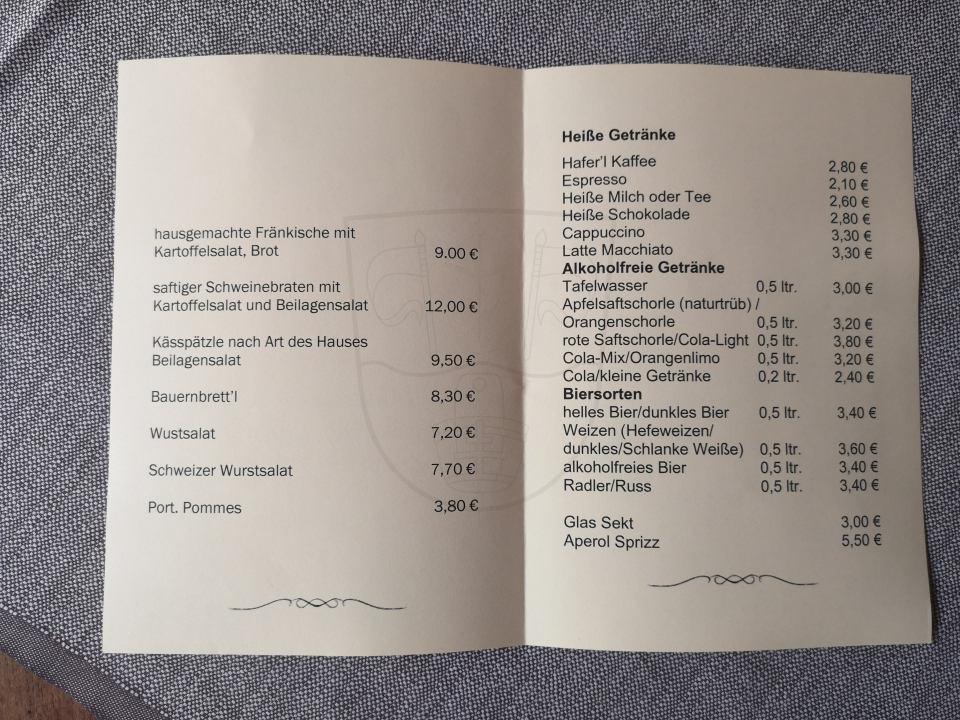 hausgemachte Fränkische mit
Kartoffelsalat, Brot 9.00 €
saftiger Schweinebraten mit
Kartoffelsalat und Beilagensalat 12,00 €
Kässpätzle nach Art des Hauses
Beilagensalat 9,50 €
Bauernbrett'l 8,30 €
Wustsalat 7,20 €
Schweizer Wurstsalat 7,70 €
Port. Pommes 3,80 €
Heiße Getränke
Hafer'l Kaffee 2,80 €
Espresso 2,10 €
Heiße Milch oder Tee 2,60 €
Heiße Schokolade 2,80 €
Cappuccino 3,30 €
Latte Macchiato 3,30 €
Alkoholfreie Getränke
Tafelwasser 0,5 ltr. 3,00 €
Apfelsaftschorle (naturtrüb) /
Orangenschorle 0,5 ltr. 3,20 €
rote Saftschorle/Cola-Light 0,5 ltr. 3,80 €
Cola-Mix/Orangenlimo 0,5 ltr. 3,20 €
Cola/kleine Getränke 0,2 ltr. 2,40 €
Biersorten
helles Bier/dunkles Bier 0,5 ltr. 3,40 €
Weizen (Hefeweizen/
dunkles/Schlanke Weiße) 0,5 ltr. 3,60 €
alkoholfreies Bier 0,5 ltr. 3,40 €
Radler/Russ 0,5 ltr. 3,40 €
Glas Sekt 3,00 €
Aperol Sprizz 5,50 €